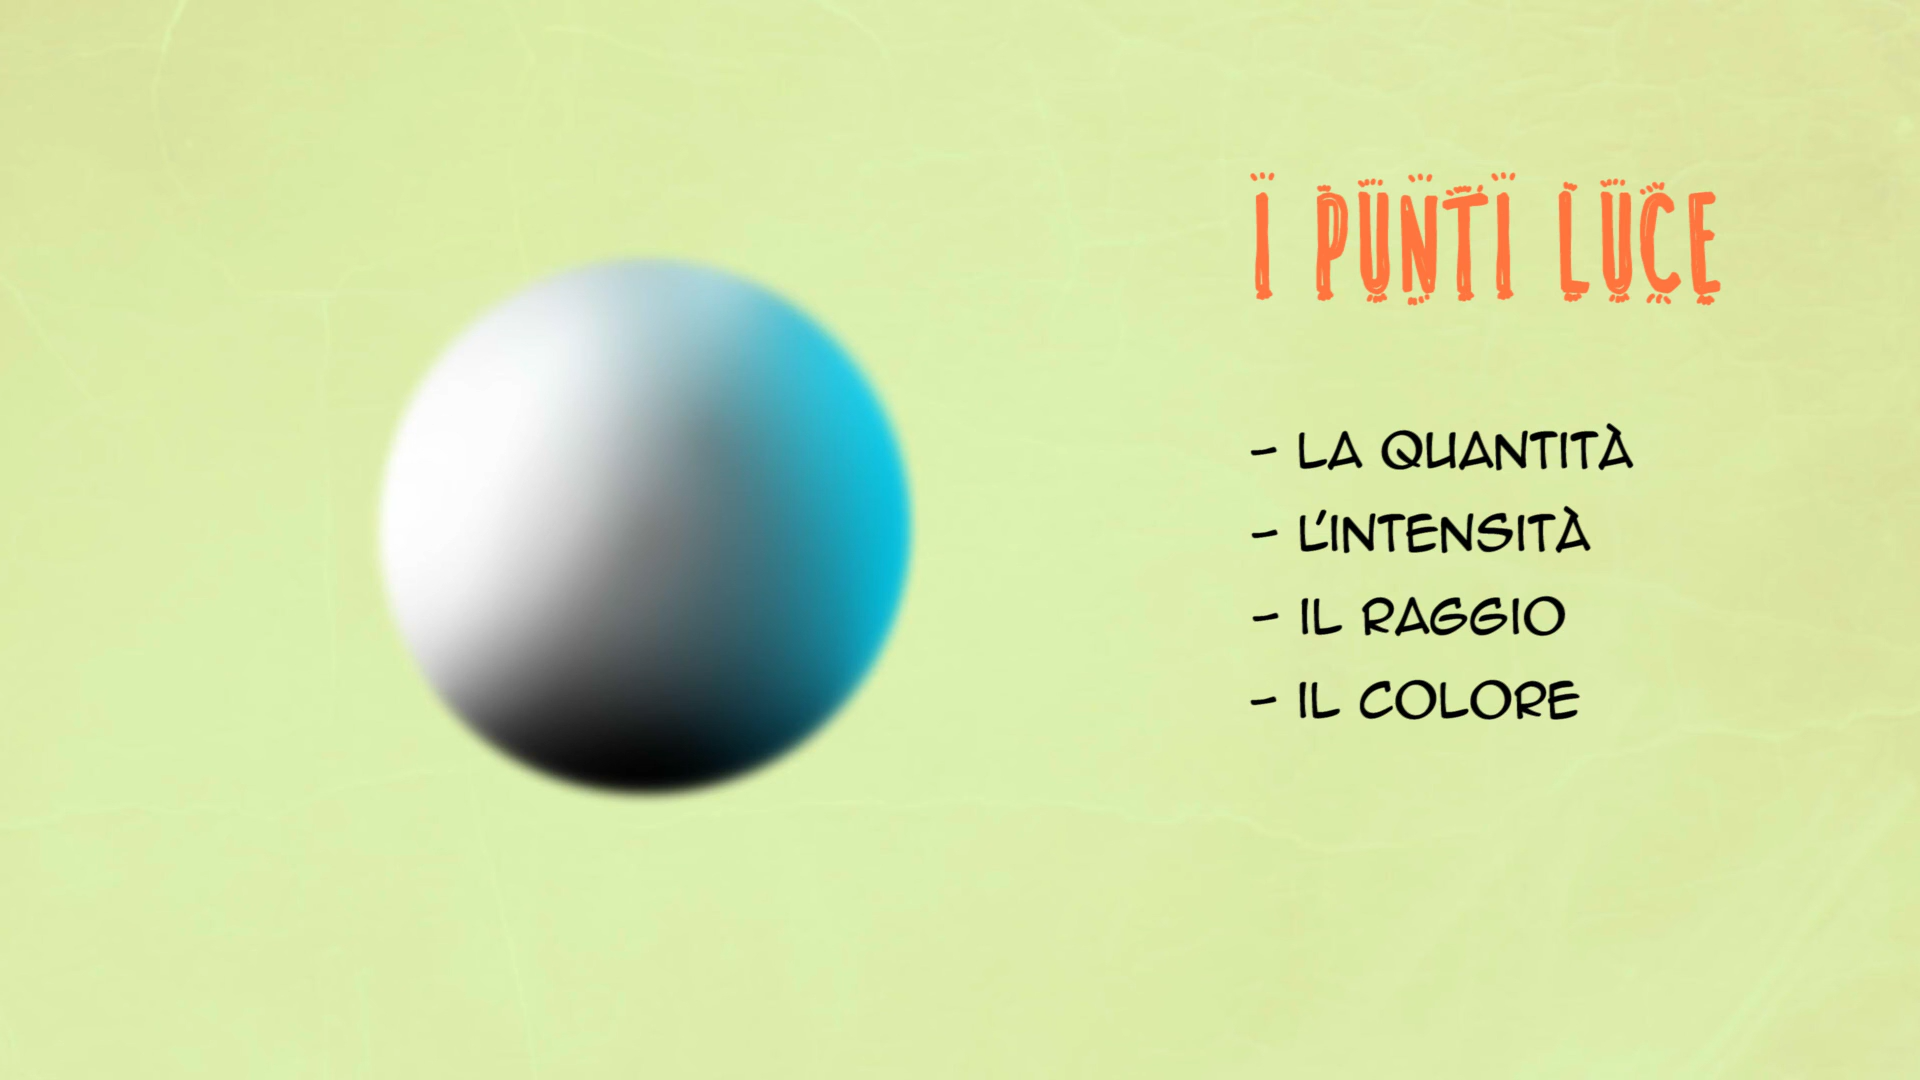 I PUNTI LUCE
- LA QUANTITÀ
- L'INTENSITÀ
- IL RAGGIO
- IL COLORE